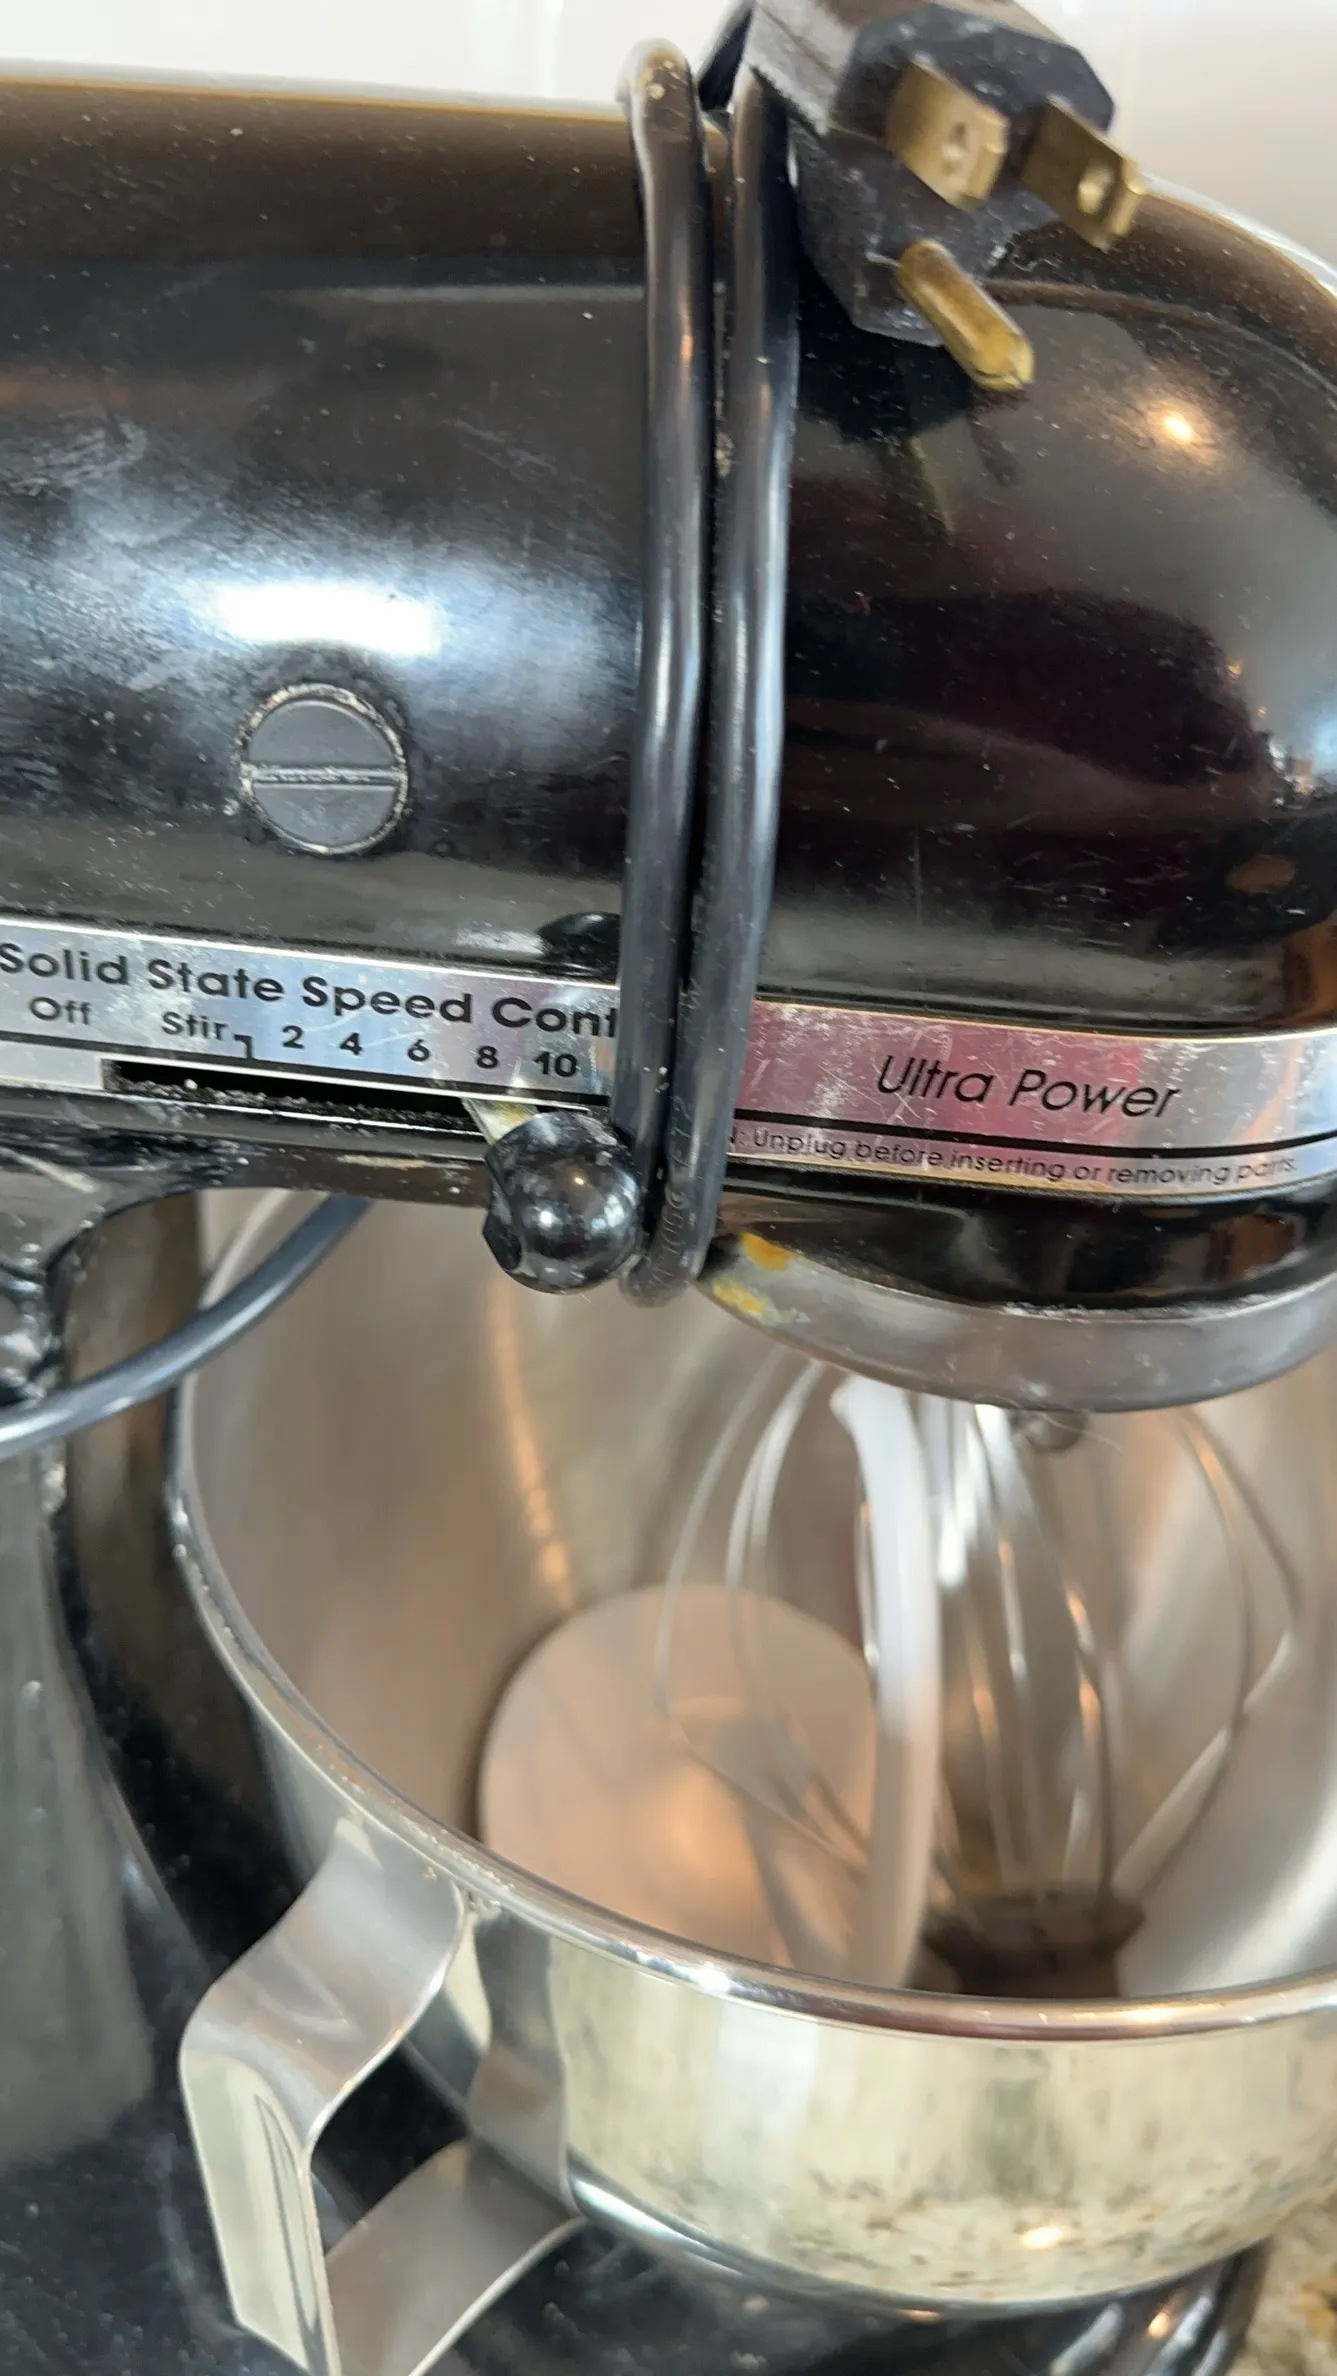 Solid State Speed Cont
Off Stir 2 4 6 8 10
Ultra Power
N: Unplug before inserting or removing parts.